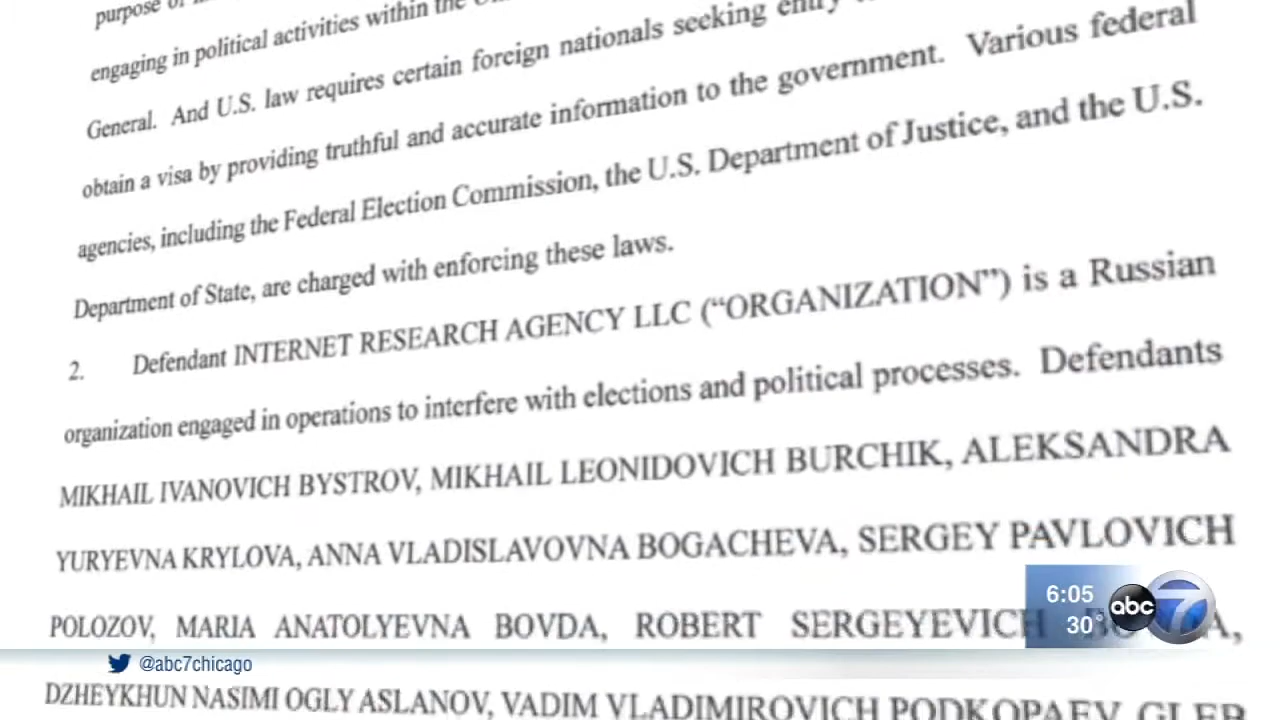 purpose of
engaging in political activities within the
General. And U.S. law requires certain foreign nationals seeking entry
obtain a visa by providing truthful and accurate information to the government. Various federal
agencies, including the Federal Election Commission, the U.S. Department of Justice, and the U.S.
Department of State, are charged with enforcing these laws.
2. Defendant INTERNET RESEARCH AGENCY LLC (“ORGANIZATION”) is a Russian
organization engaged in operations to interfere with elections and political processes. Defendants
MIKHAIL IVANOVICH BYSTROV, MIKHAIL LEONIDOVICH BURCHIK, ALEKSANDRA
YURYEVNA KRYLOVA, ANNA VLADISLAVOVNA BOGACHEVA, SERGEY PAVLOVICH
POLOZOV, MARIA ANATOLYEVNA BOVDA, ROBERT SERGEYEVICH
DZHEYKHUN NASIMI OGLY ASLANOV, VADIM VLADIMIROVICH PODKOPAEV, GLEB
6:05
30°
abc 7
@abc7chicago